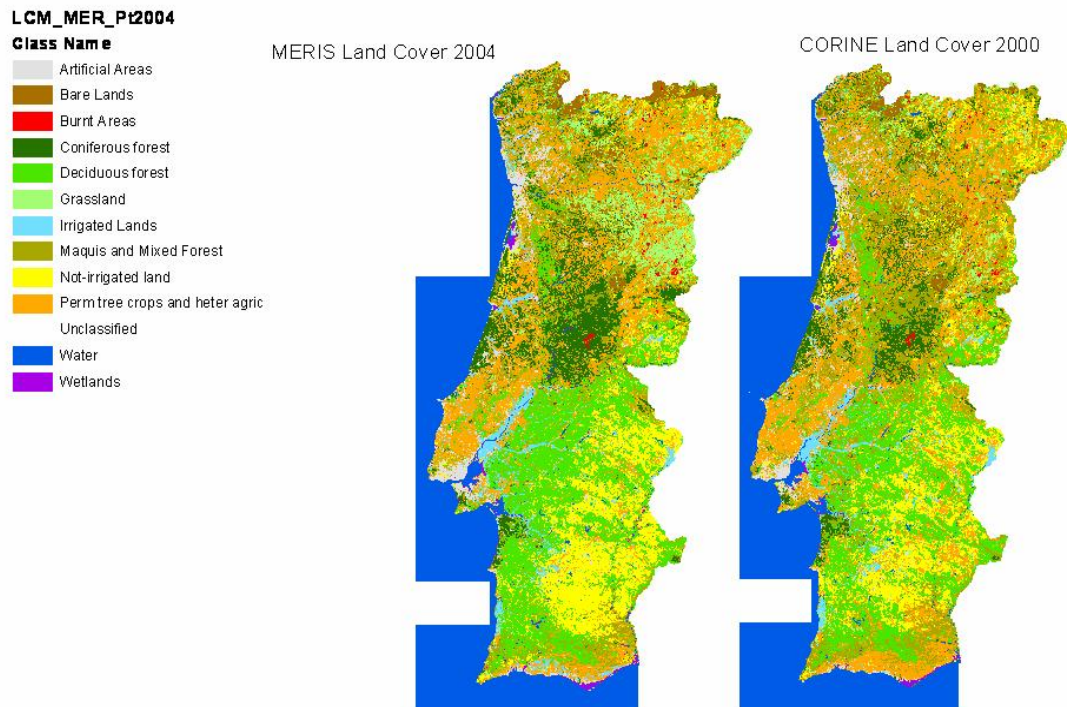 LCM_MER_Pt2004
Class Name
Artificial Areas
Bare Lands
Burnt Areas
Coniferous forest
Deciduous forest
Grassland
Irrigated Lands
Maquis and Mixed Forest
Not-irrigated land
Perm tree crops and heter agric
Unclassified
Water
Wetlands
MERIS Land Cover 2004
CORINE Land Cover 2000